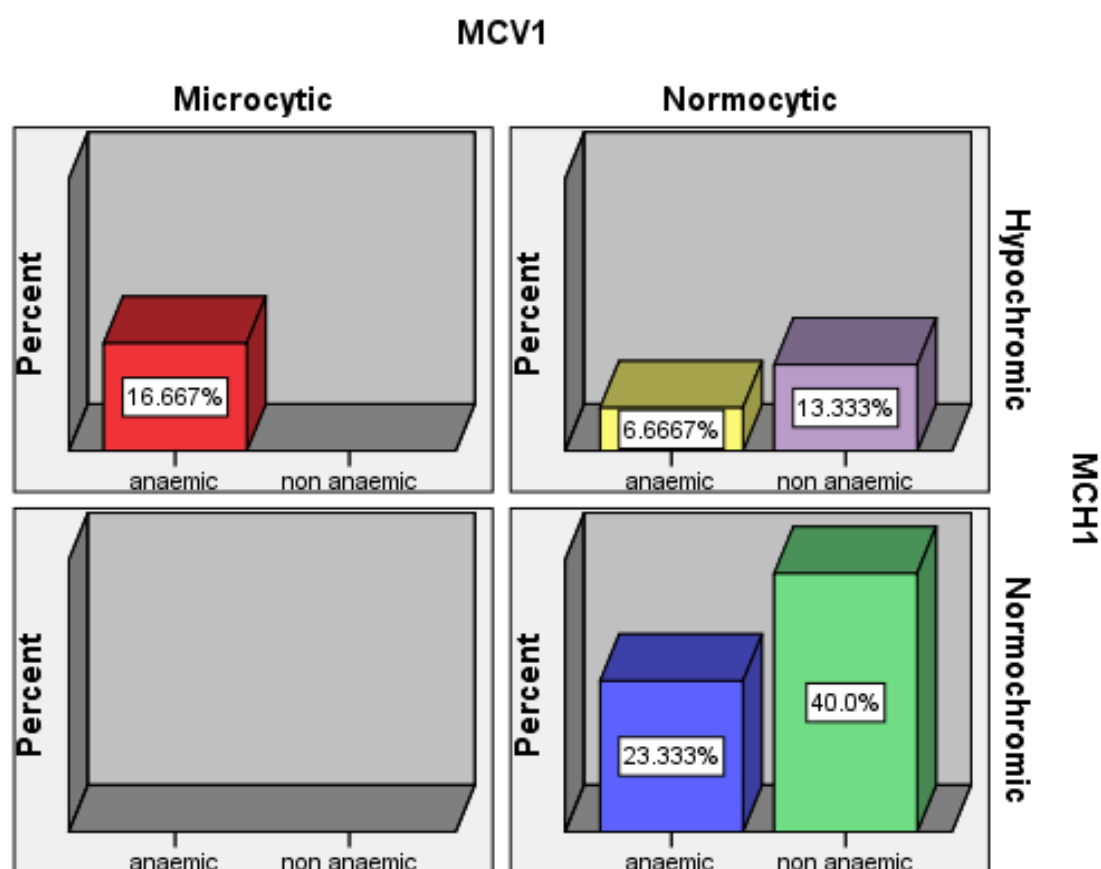 MCV1
Microcytic
Normocytic
Percent
16.667%
anaemic
non anaemic
Percent
6.6667%
13.333%
anaemic
non anaemic
Hypochromic
MCH1
Percent
anaemic
non anaemic
Percent
23.333%
40.0%
anaemic
non anaemic
Normochromic